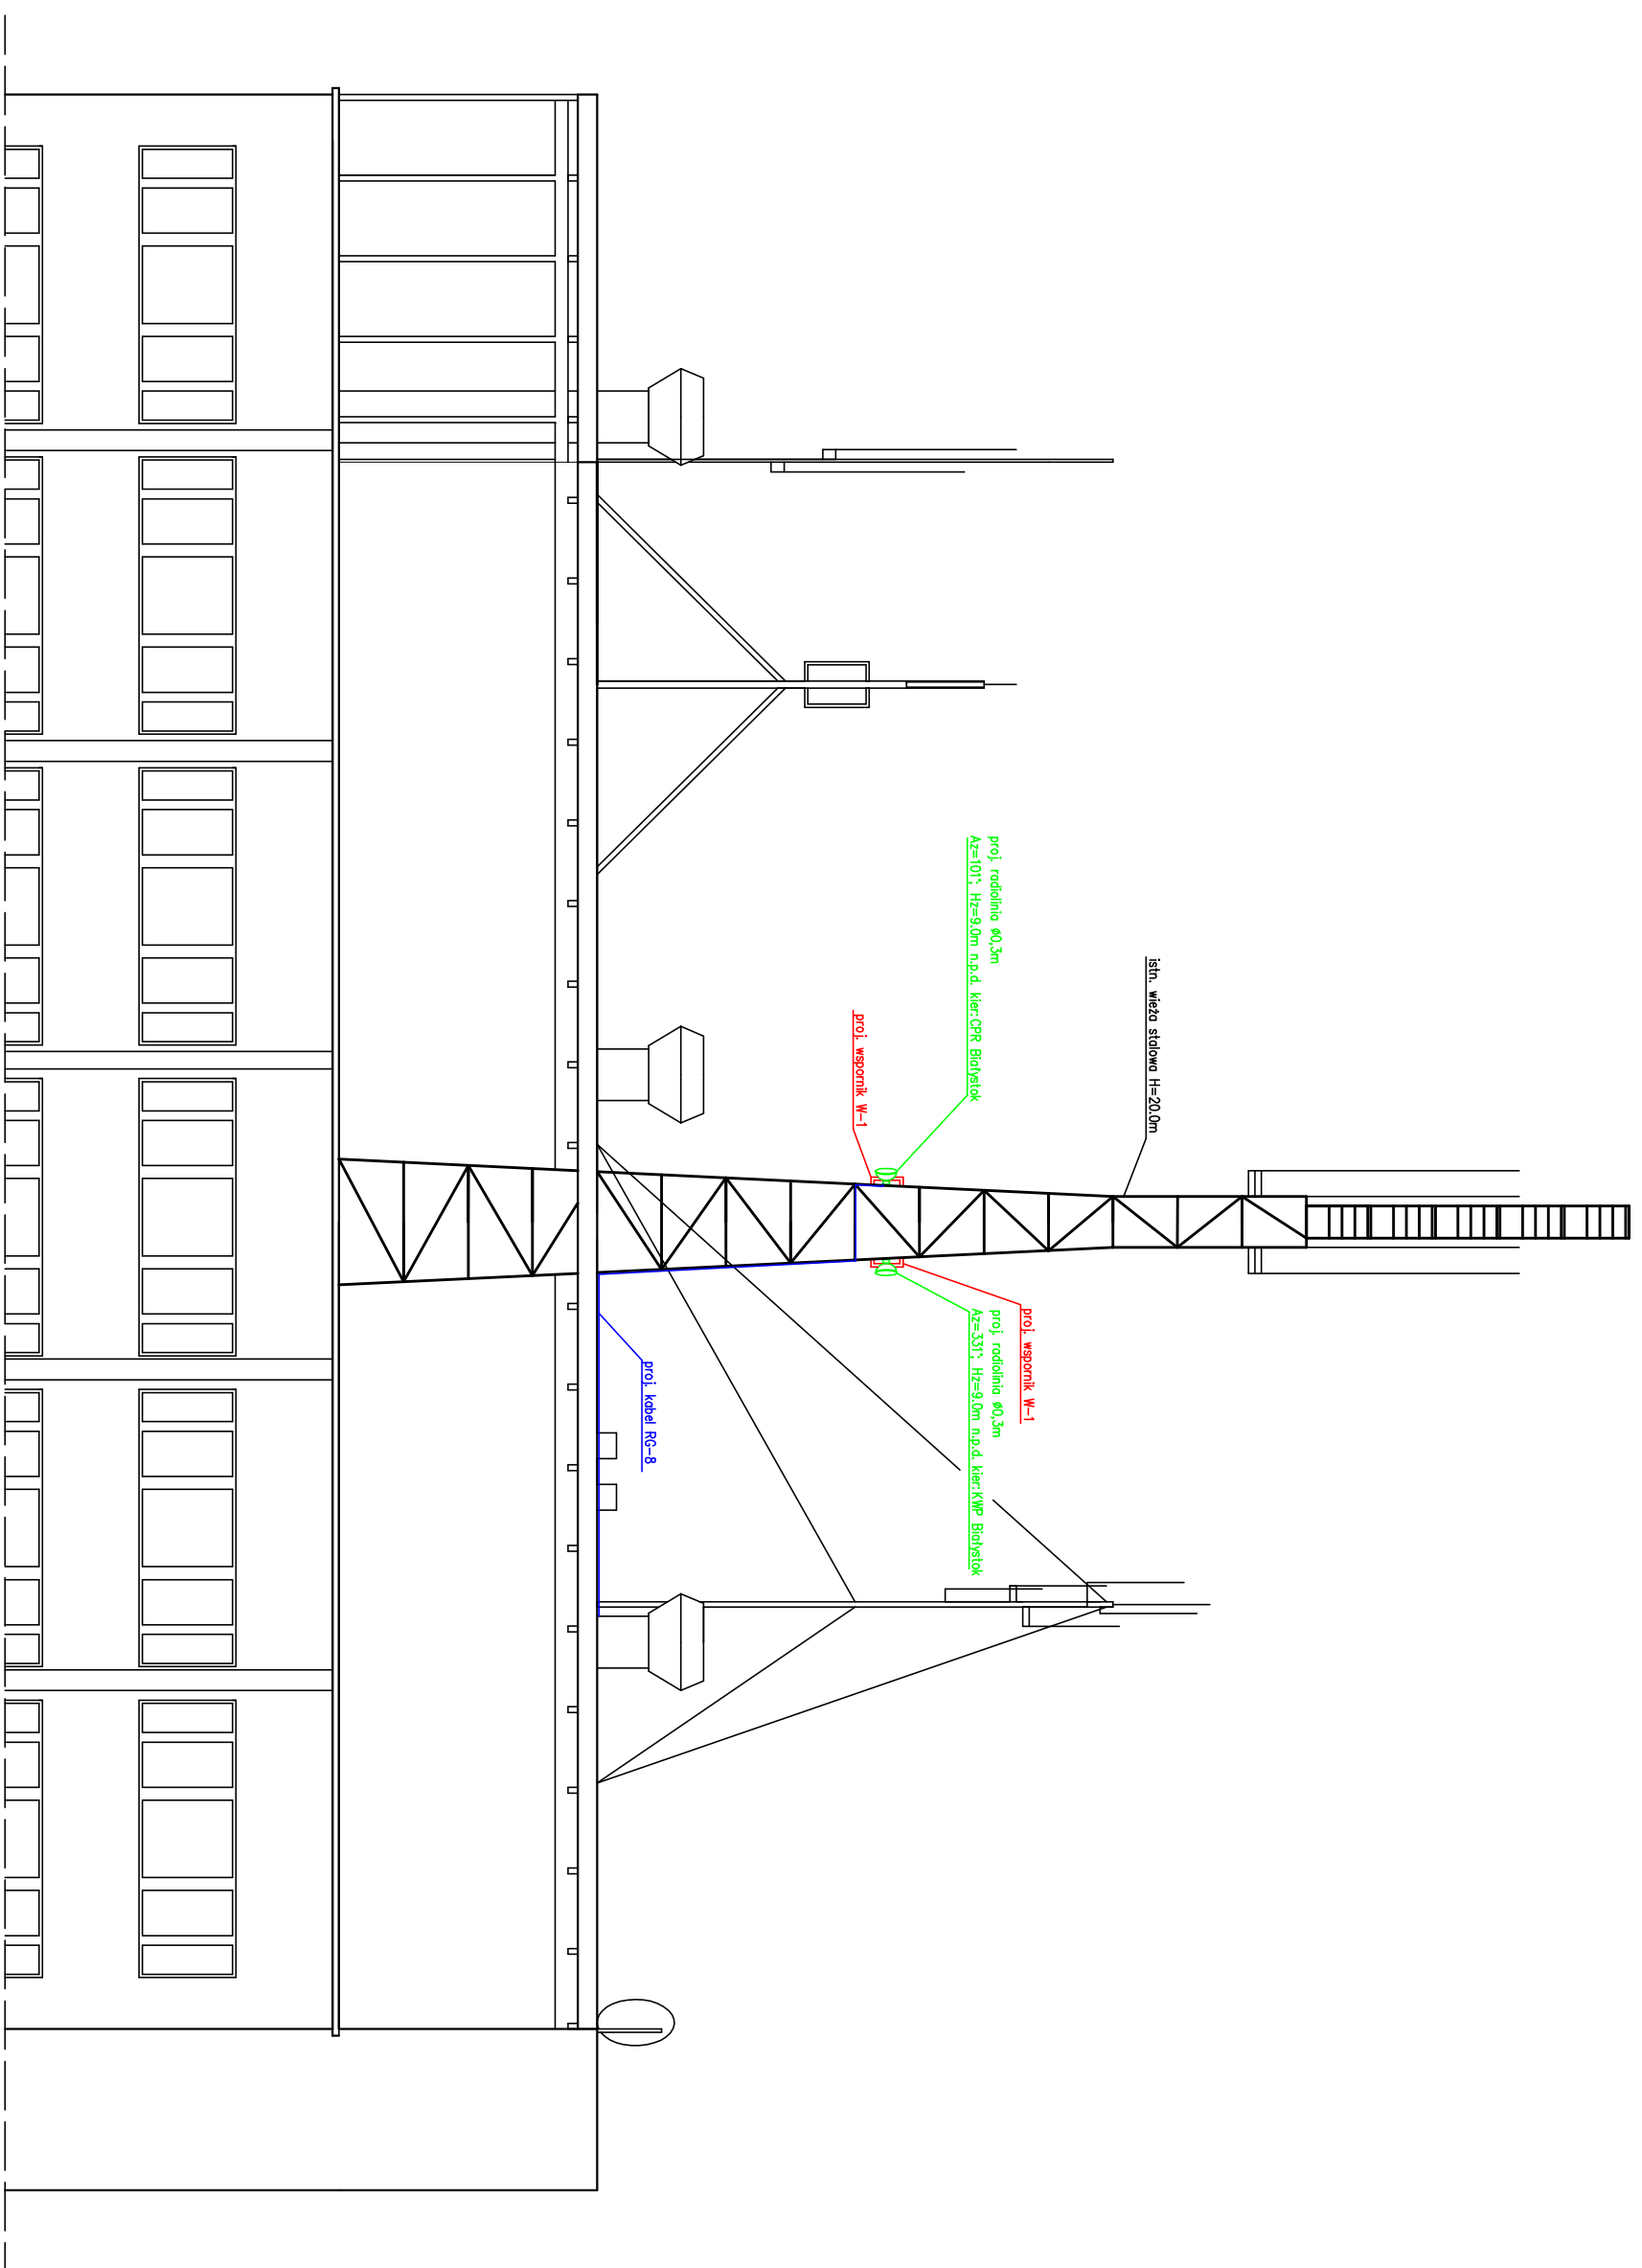 istn. wieża stalowa H=20.0m
proj. radiolinia ø0,3m
Az=101°; Hz=9.0m n.p.d. kier:CPR Białystok
proj. wspornik W-1
proj. wspornik W-1
proj. radiolinia ø0,3m
Az=331°; Hz=9.0m n.p.d. kier:KWP Białystok
proj. kabel RG-8